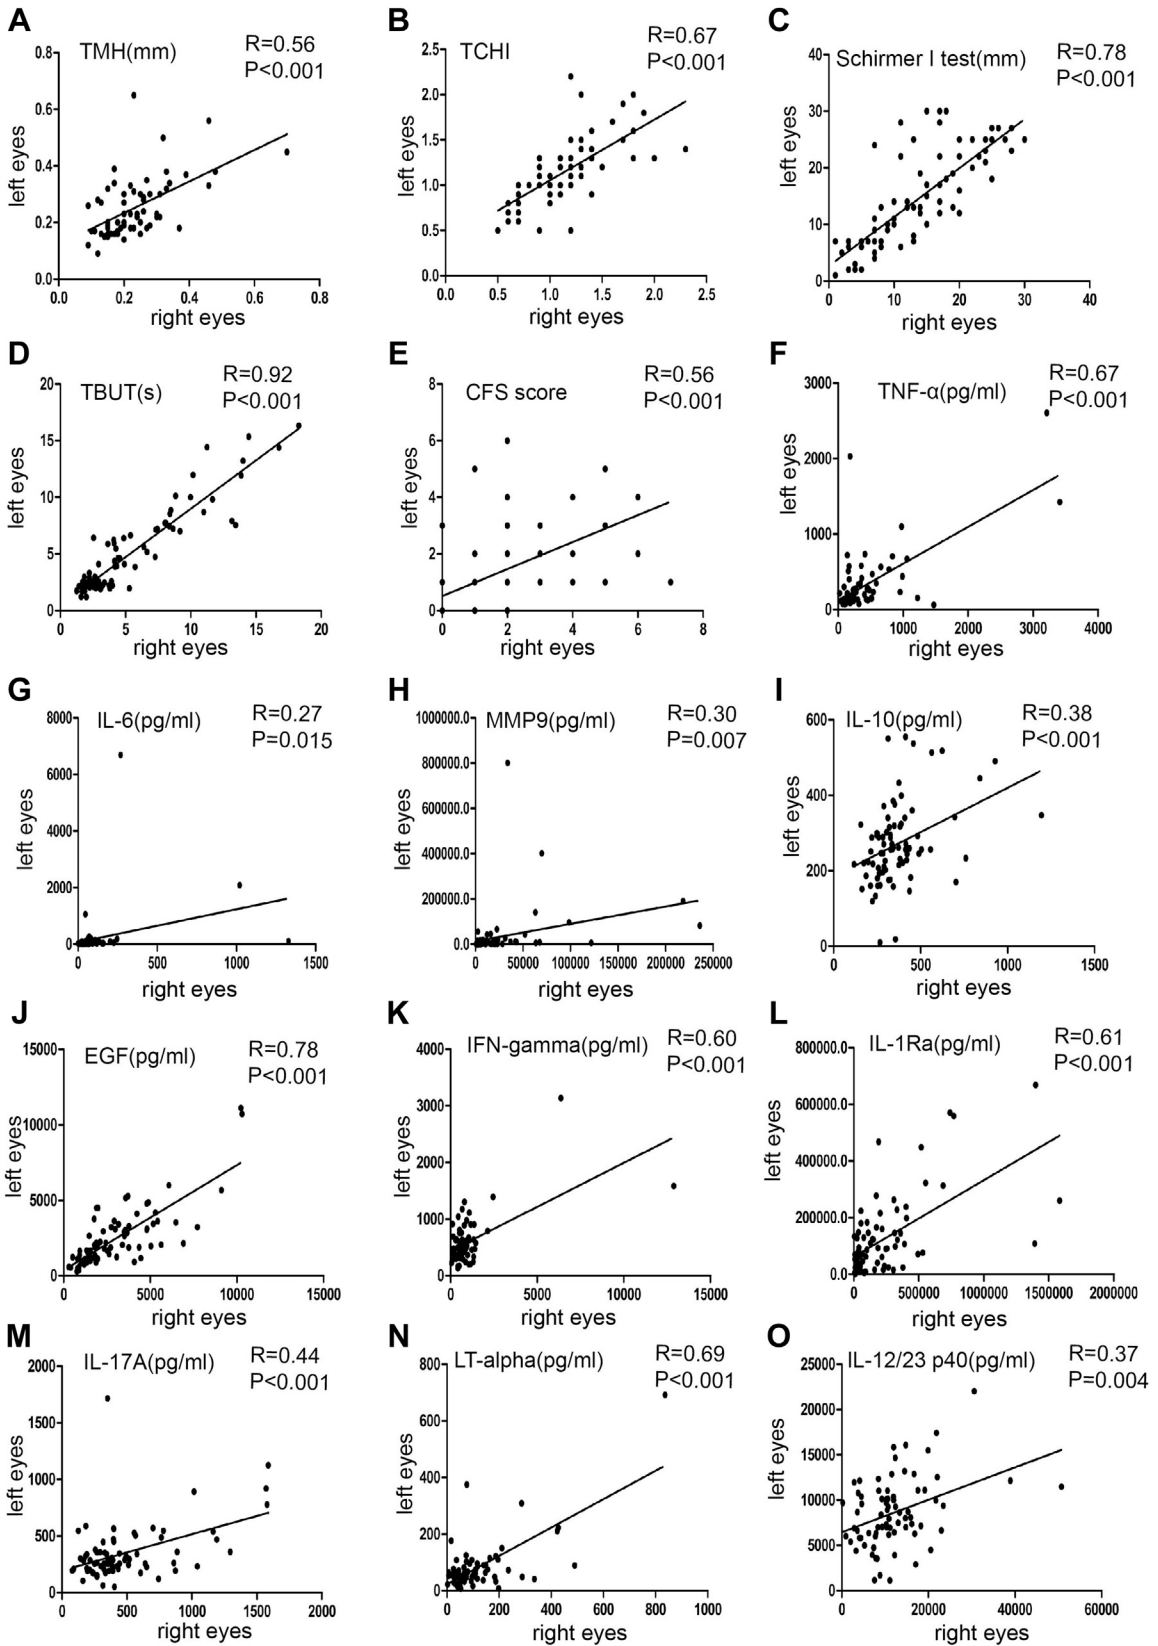 A
TMH(mm)
R=0.56
P<0.001
0.8
0.6
0.4
0.2
0.0
left eyes
0.0 0.2 0.4 0.6 0.8
right eyes
B
TCHI
R=0.67
P<0.001
2.5
2.0
1.5
1.0
0.5
0.0
left eyes
0.0 0.5 1.0 1.5 2.0 2.5
right eyes
C
Schirmer I test(mm)
R=0.78
P<0.001
40
30
20
10
0
left eyes
0 10 20 30 40
right eyes
D
TBUT(s)
R=0.92
P<0.001
20
15
10
5
0
left eyes
0 5 10 15 20
right eyes
E
CFS score
R=0.56
P<0.001
8
6
4
2
0
left eyes
0 2 4 6 8
right eyes
F
TNF-α(pg/ml)
R=0.67
P<0.001
3000
2000
1000
0
left eyes
0 1000 2000 3000 4000
right eyes
G
IL-6(pg/ml)
R=0.27
P=0.015
8000
6000
4000
2000
0
left eyes
0 500 1000 1500
right eyes
H
MMP9(pg/ml)
R=0.30
P=0.007
1000000.0
800000.0
600000.0
400000.0
200000.0
0.0
left eyes
0 50000 100000 150000 200000 250000
right eyes
I
IL-10(pg/ml)
R=0.38
P<0.001
600
400
200
0
left eyes
0 500 1000 1500
right eyes
J
EGF(pg/ml)
R=0.78
P<0.001
15000
10000
5000
0
left eyes
0 5000 10000 15000
right eyes
K
IFN-gamma(pg/ml)
R=0.60
P<0.001
4000
3000
2000
1000
0
left eyes
0 5000 10000 15000
right eyes
L
IL-1Ra(pg/ml)
R=0.61
P<0.001
800000.0
600000.0
400000.0
200000.0
0.0
left eyes
0 500000 1000000 1500000 2000000
right eyes
M
IL-17A(pg/ml)
R=0.44
P<0.001
2000
1500
1000
500
0
left eyes
0 500 1000 1500 2000
right eyes
N
LT-alpha(pg/ml)
R=0.69
P<0.001
800
600
400
200
0
left eyes
0 200 400 600 800 1000
right eyes
O
IL-12/23 p40(pg/ml)
R=0.37
P=0.004
25000
20000
15000
10000
5000
0
left eyes
0 20000 40000 60000
right eyes